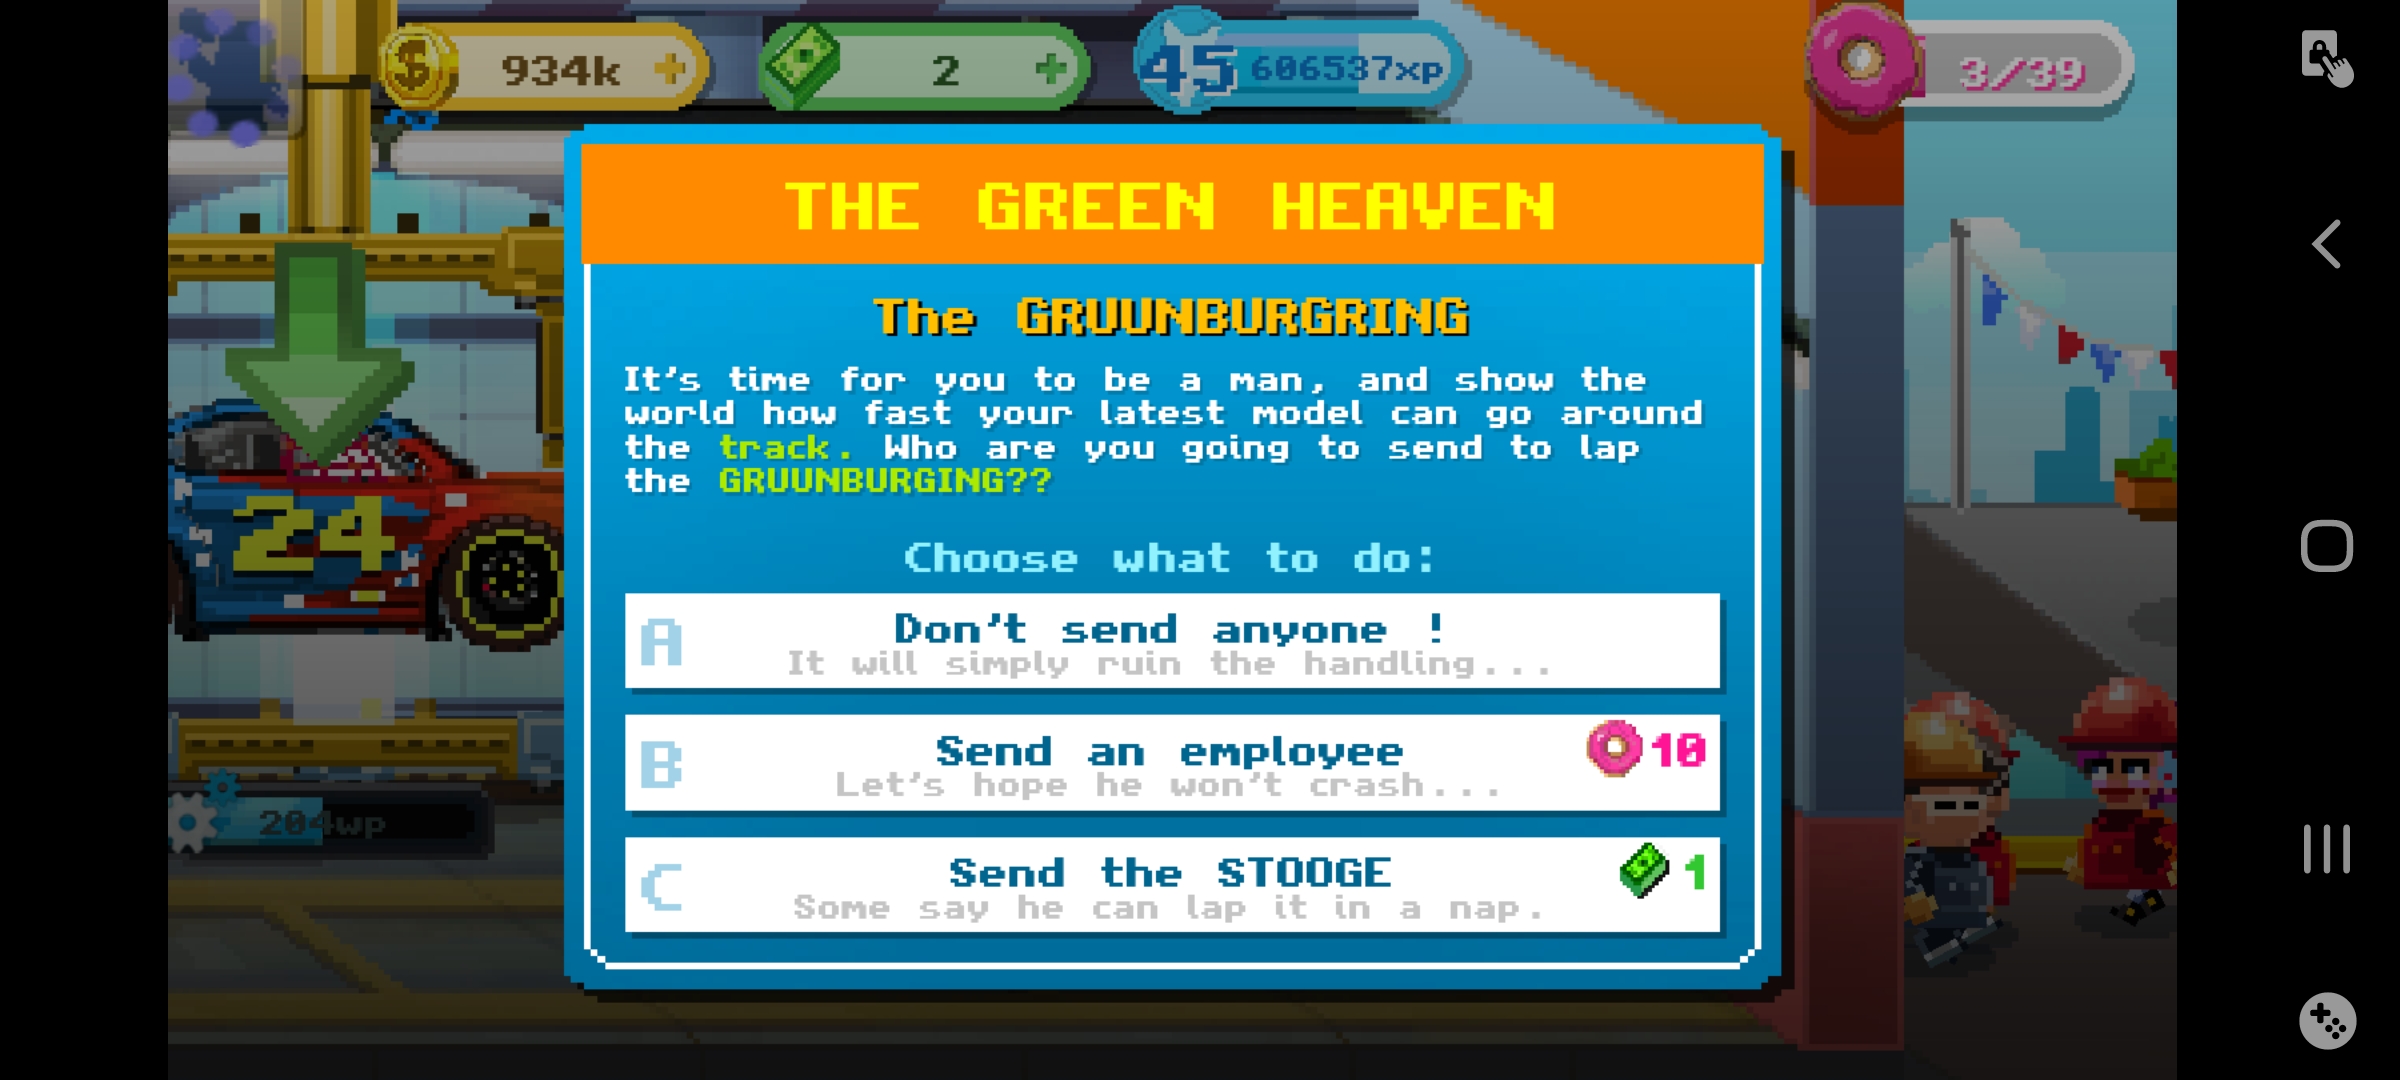 934k
2
45 606537xp
3/39
THE GREEN HEAVEN
The GRUUNBURGRING
It's time for you to be a man, and show the
world how fast your latest model can go around
the track. Who are you going to send to lap
the GRUUNBURGING??
24
Choose what to do:
A Don't send anyone !
It will simply ruin the handling...
B Send an employee 10
Let's hope he won't crash...
204wp
C Send the STOOGE 1
Some say he can lap it in a nap.